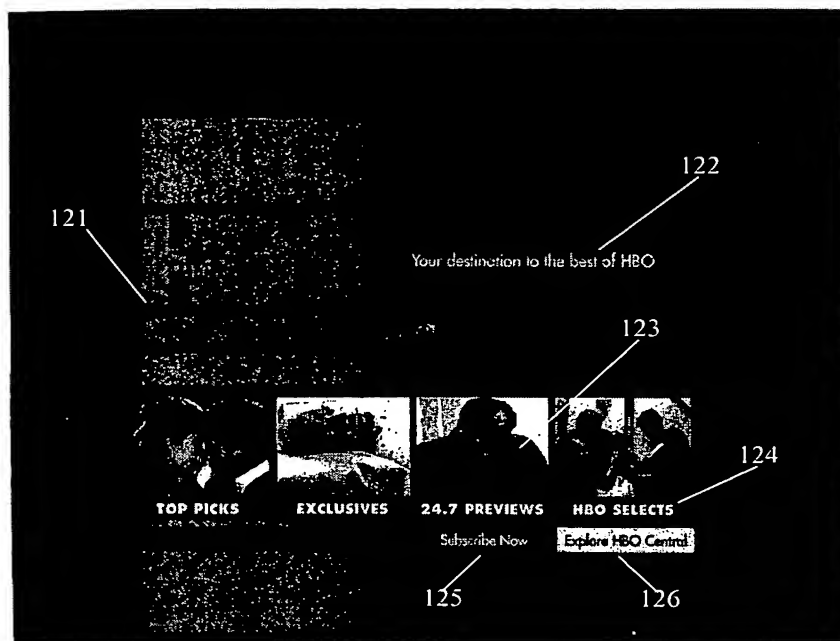 122
121
Your destination to the best of HBO
123
124
TOP PICKS EXCLUSIVES 24.7 PREVIEWS HBO SELECTS
Subscribe Now Explore HBO Central
125 126